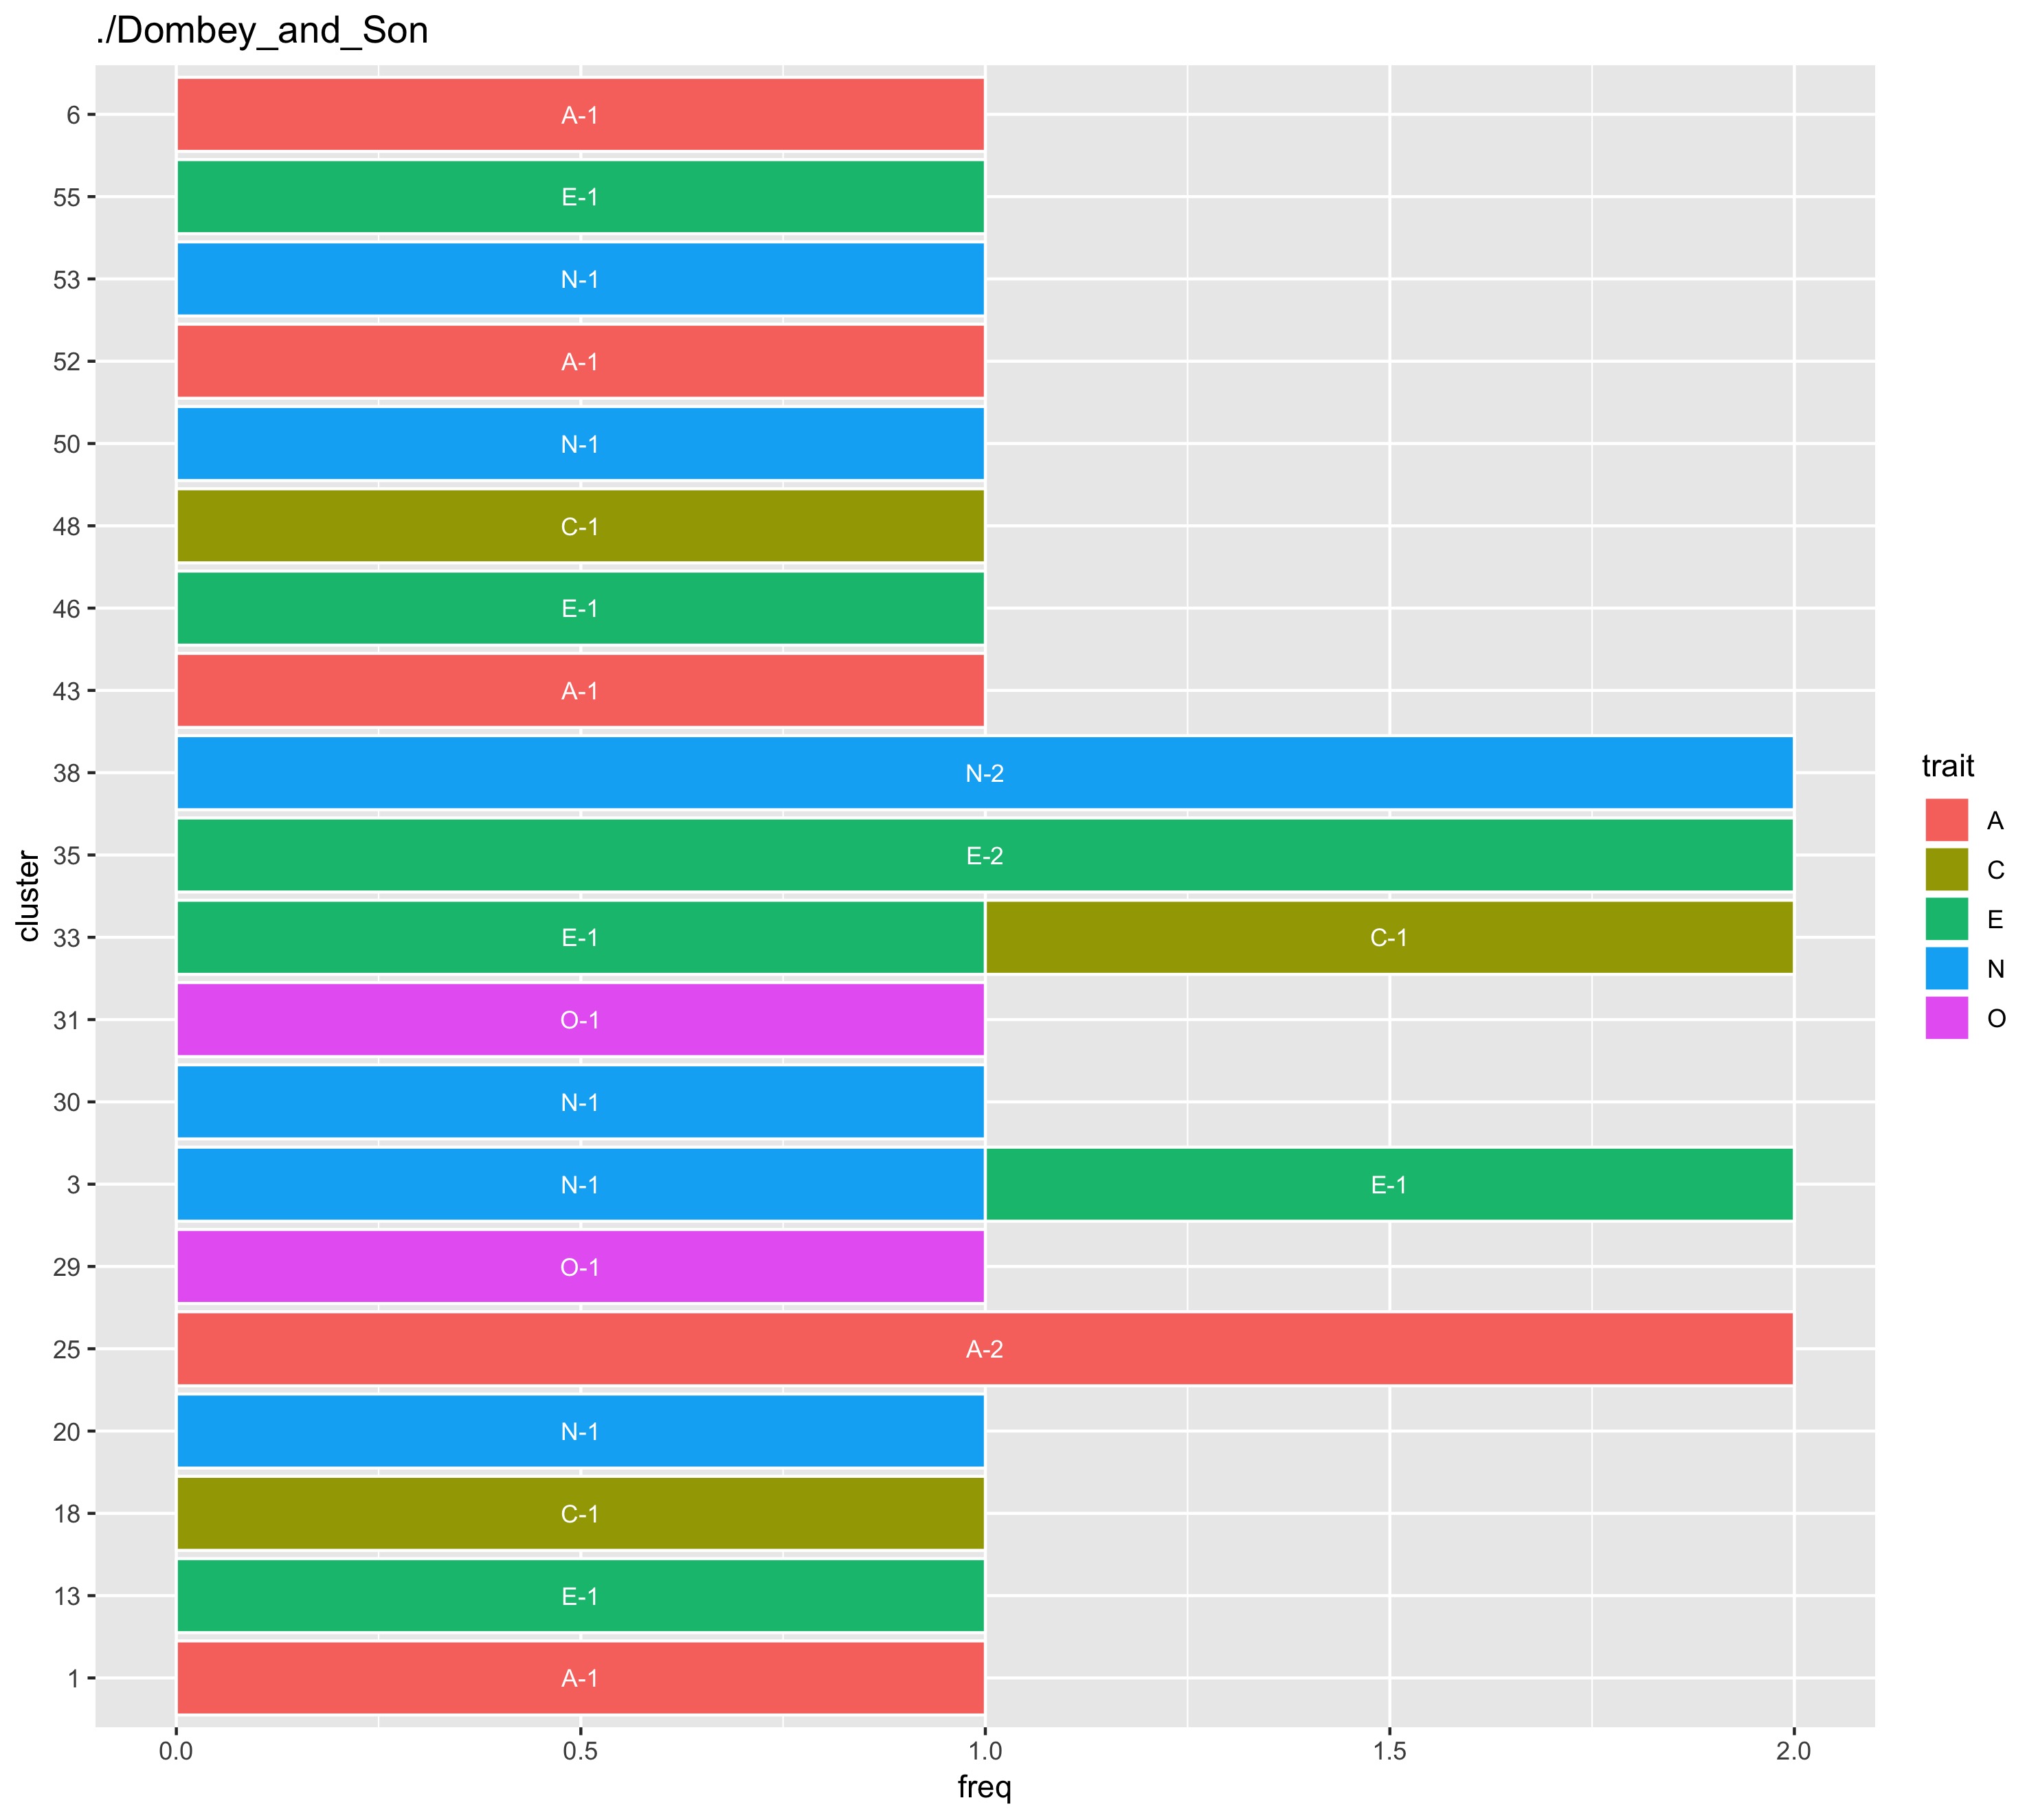 ./Dombey_and_Son
6 A-1
55 E-1
53 N-1
52 A-1
50 N-1
48 C-1
46 E-1
43 A-1
38 N-2
35 E-2
33 E-1 C-1
31 O-1
30 N-1
3 N-1 E-1
29 O-1
25 A-2
20 N-1
18 C-1
13 E-1
1 A-1
0.0 0.5 1.0 1.5 2.0
freq
cluster
trait
A
C
E
N
O